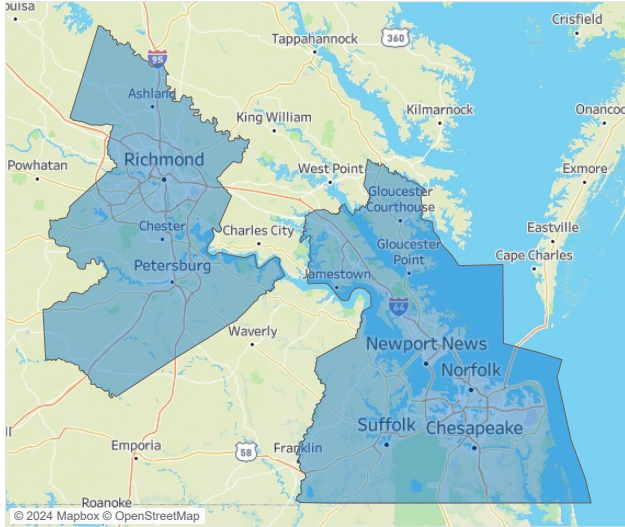 ouisa
Crisfield
Tappahannock
360
95
Ashland
Kilmarnock
Onancoc
King William
Richmond
Powhatan
West Point
Exmore
Gloucester
Courthouse
Chester
Charles City
Eastville
Gloucester
Point
Cape Charles
Petersburg
Jamestown
64
Waverly
Newport News
Norfolk
Suffolk
Chesapeake
Emporia
58
Franklin
Roanoke
© 2024 Mapbox © OpenStreetMap